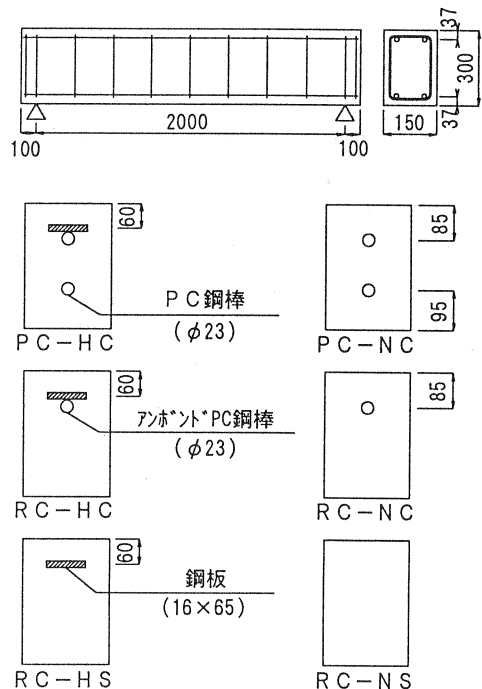 37
300
37
150
2000
100
100
60
85
PC鋼棒
(φ23)
95
PC-HC
PC-NC
60
85
アンボンドPC鋼棒
(φ23)
RC-HC
RC-NC
60
鋼板
(16×65)
RC-HS
RC-NS